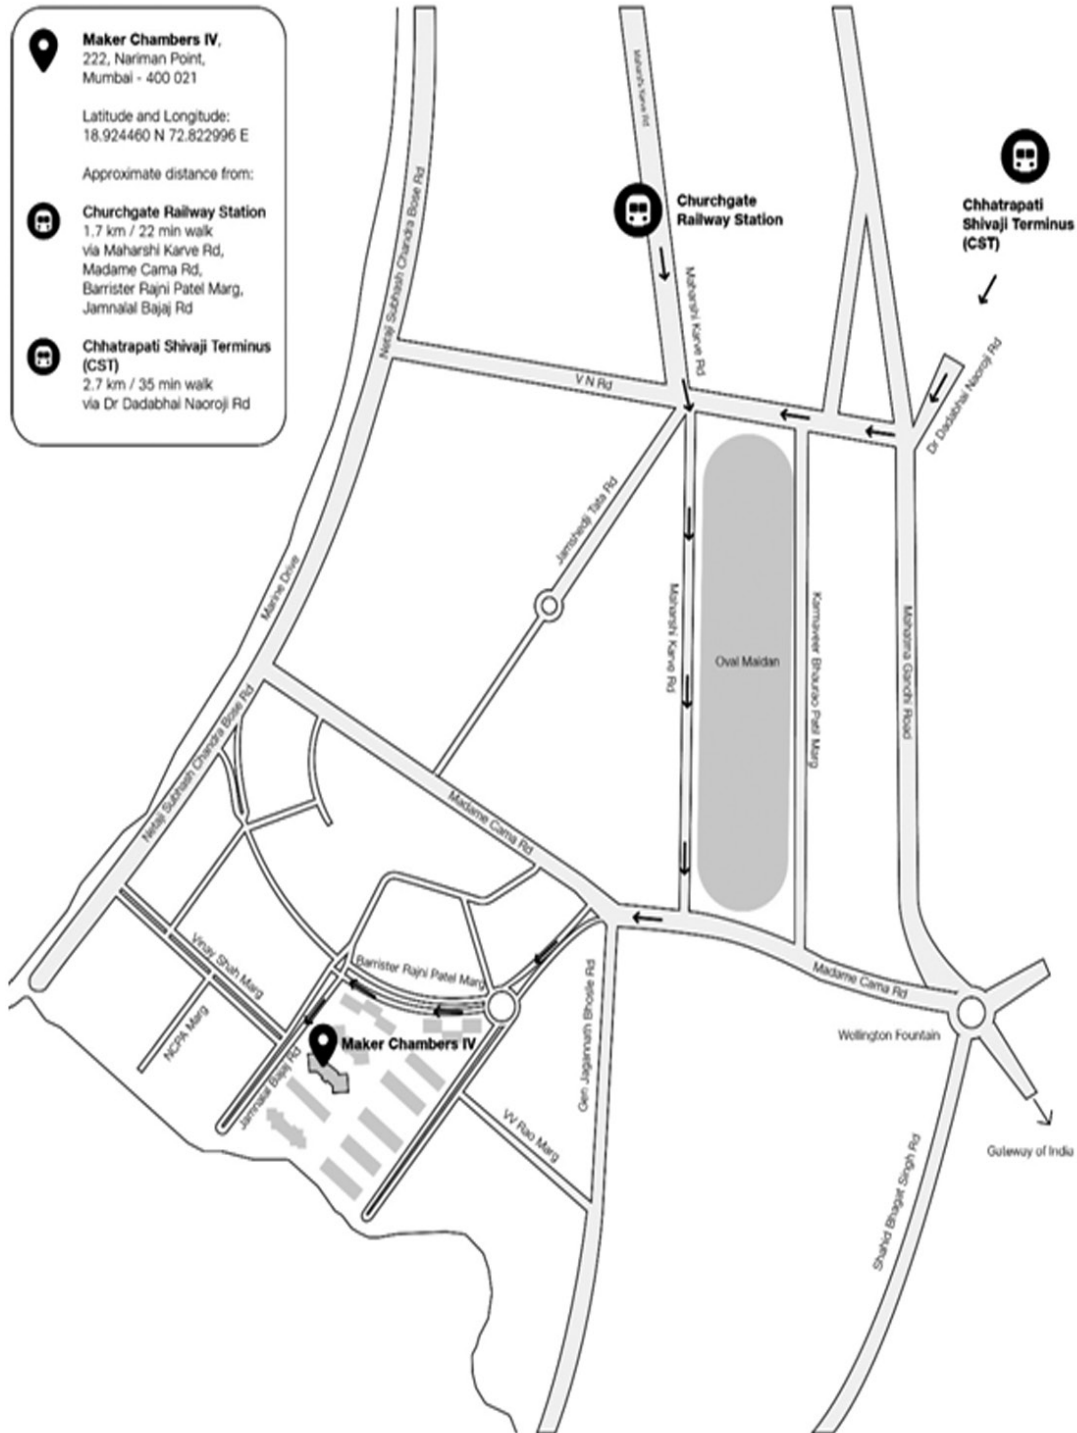 Maker Chambers IV,
222, Nariman Point,
Mumbai - 400 021
Latitude and Longitude:
18.924460 N 72.822996 E
Approximate distance from:
Churchgate Railway Station
1.7 km / 22 min walk
via Maharshi Karve Rd,
Madame Cama Rd,
Barrister Rajni Patel Marg,
Jamnalal Bajaj Rd
Chhatrapati Shivaji Terminus
(CST)
2.7 km / 35 min walk
via Dr Dadabhai Naoroji Rd
Maharshi Karve Rd
Churchgate
Railway Station
Chhatrapati
Shivaji Terminus
(CST)
Netaji Subhash Chandra Bose Rd
Maharshi Karve Rd
V N Rd
Dr Dadabhai Naoroji Rd
Jamshedji Tata Rd
Marine Drive
Maharshi Karve Rd
Oval Maidan
Karmaveer Bhaurao Patil Marg
Mahatma Gandhi Road
Netaji Subhash Chandra Bose Rd
Madame Cama Rd
Vinay Shah Marg
Barrister Rajni Patel Marg
Madame Cama Rd
NCPA Marg
Maker Chambers IV
Gen Jagannath Bhosle Rd
Wellington Fountain
Jamnalal Bajaj Rd
VV Rao Marg
Gateway of India
Shahid Bhagat Singh Rd